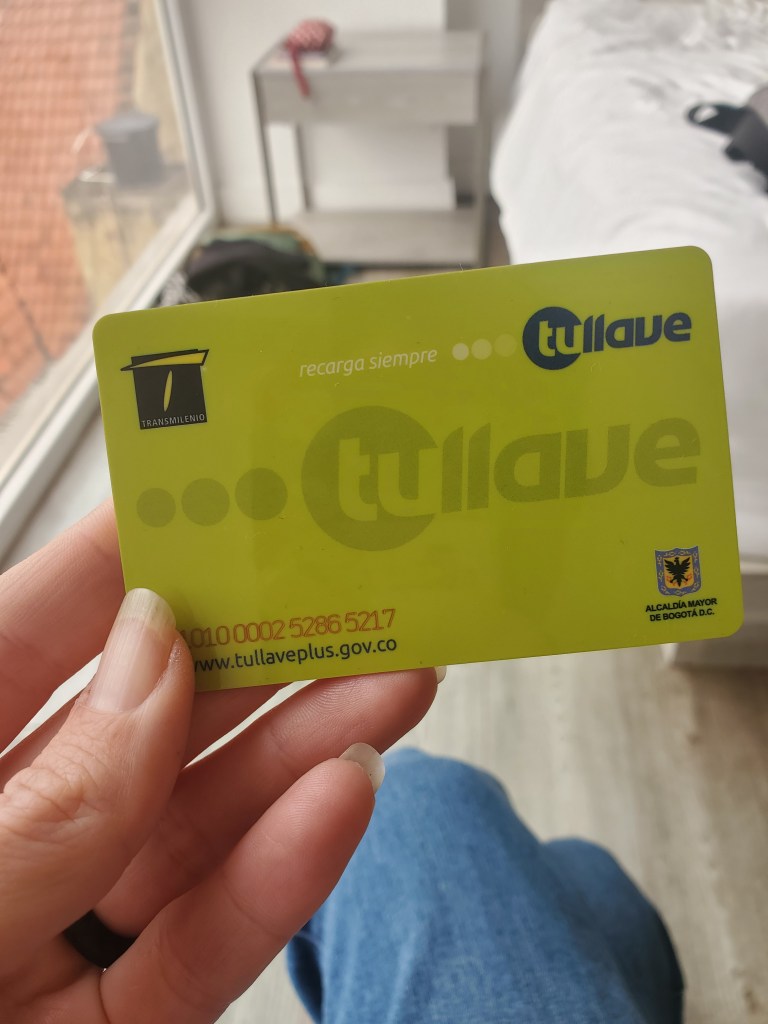 TRANSMILENIO
recarga siempre
tullave
tullave
ALCALDÍA MAYOR
DE BOGOTÁ D.C.
1010 0002 5286 5217
www.tullaveplus.gov.co